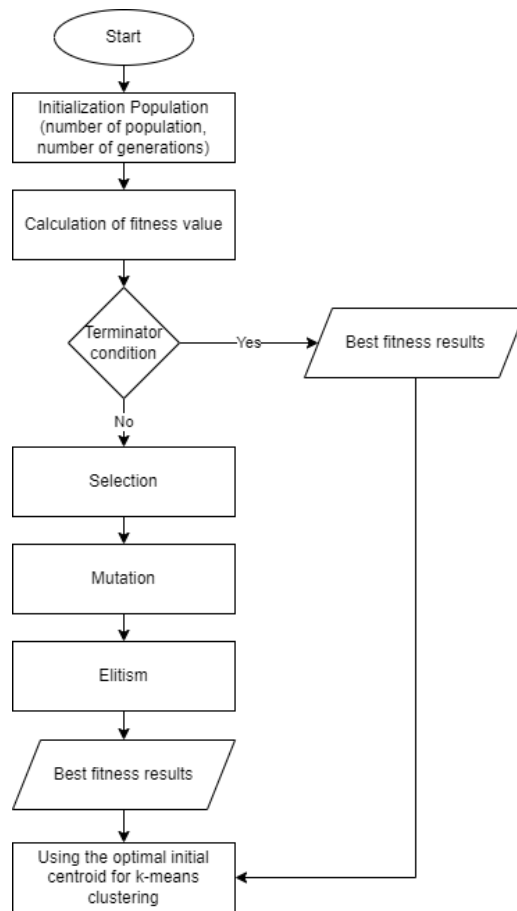 Start
Initialization Population
(number of population,
number of generations)
Calculation of fitness value
Terminator
condition
Yes
Best fitness results
No
Selection
Mutation
Elitism
Best fitness results
Using the optimal initial
centroid for k-means
clustering